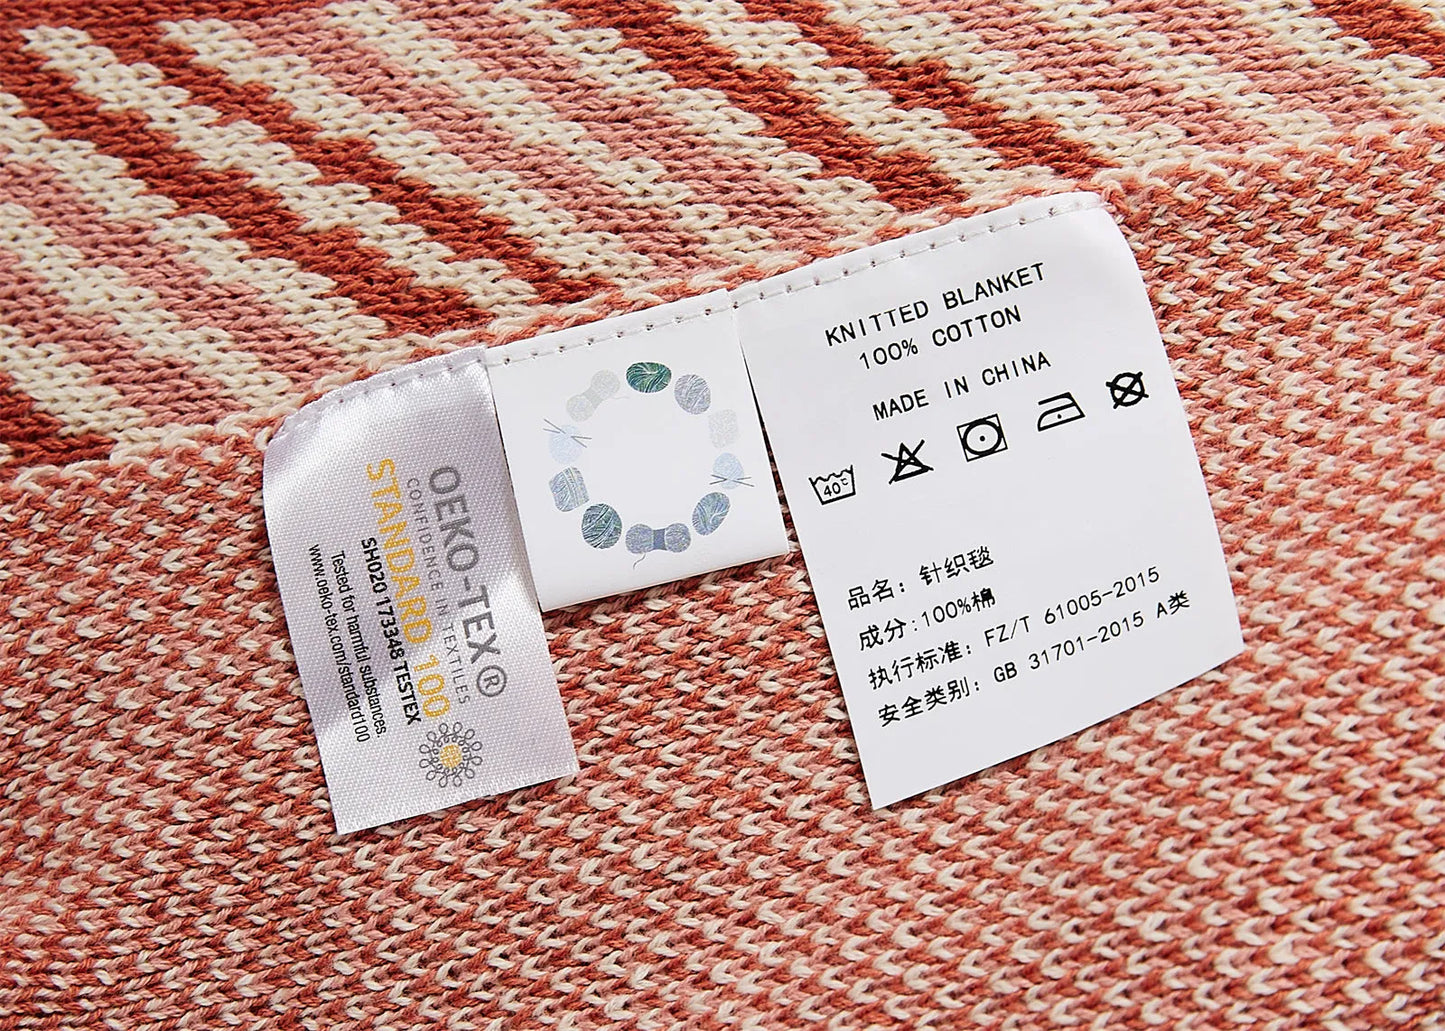 OEKO-TEX®
CONFIDENCE IN TEXTILES
STANDARD 100
SH020 173348 TESTEX
Tested for harmful substances.
www.oeko-tex.com/standard100
KNITTED BLANKET
100% COTTON
MADE IN CHINA
40℃
品名：针织毯
成分:100%棉
执行标准：FZ/T 61005-2015
安全类别：GB 31701-2015 A类